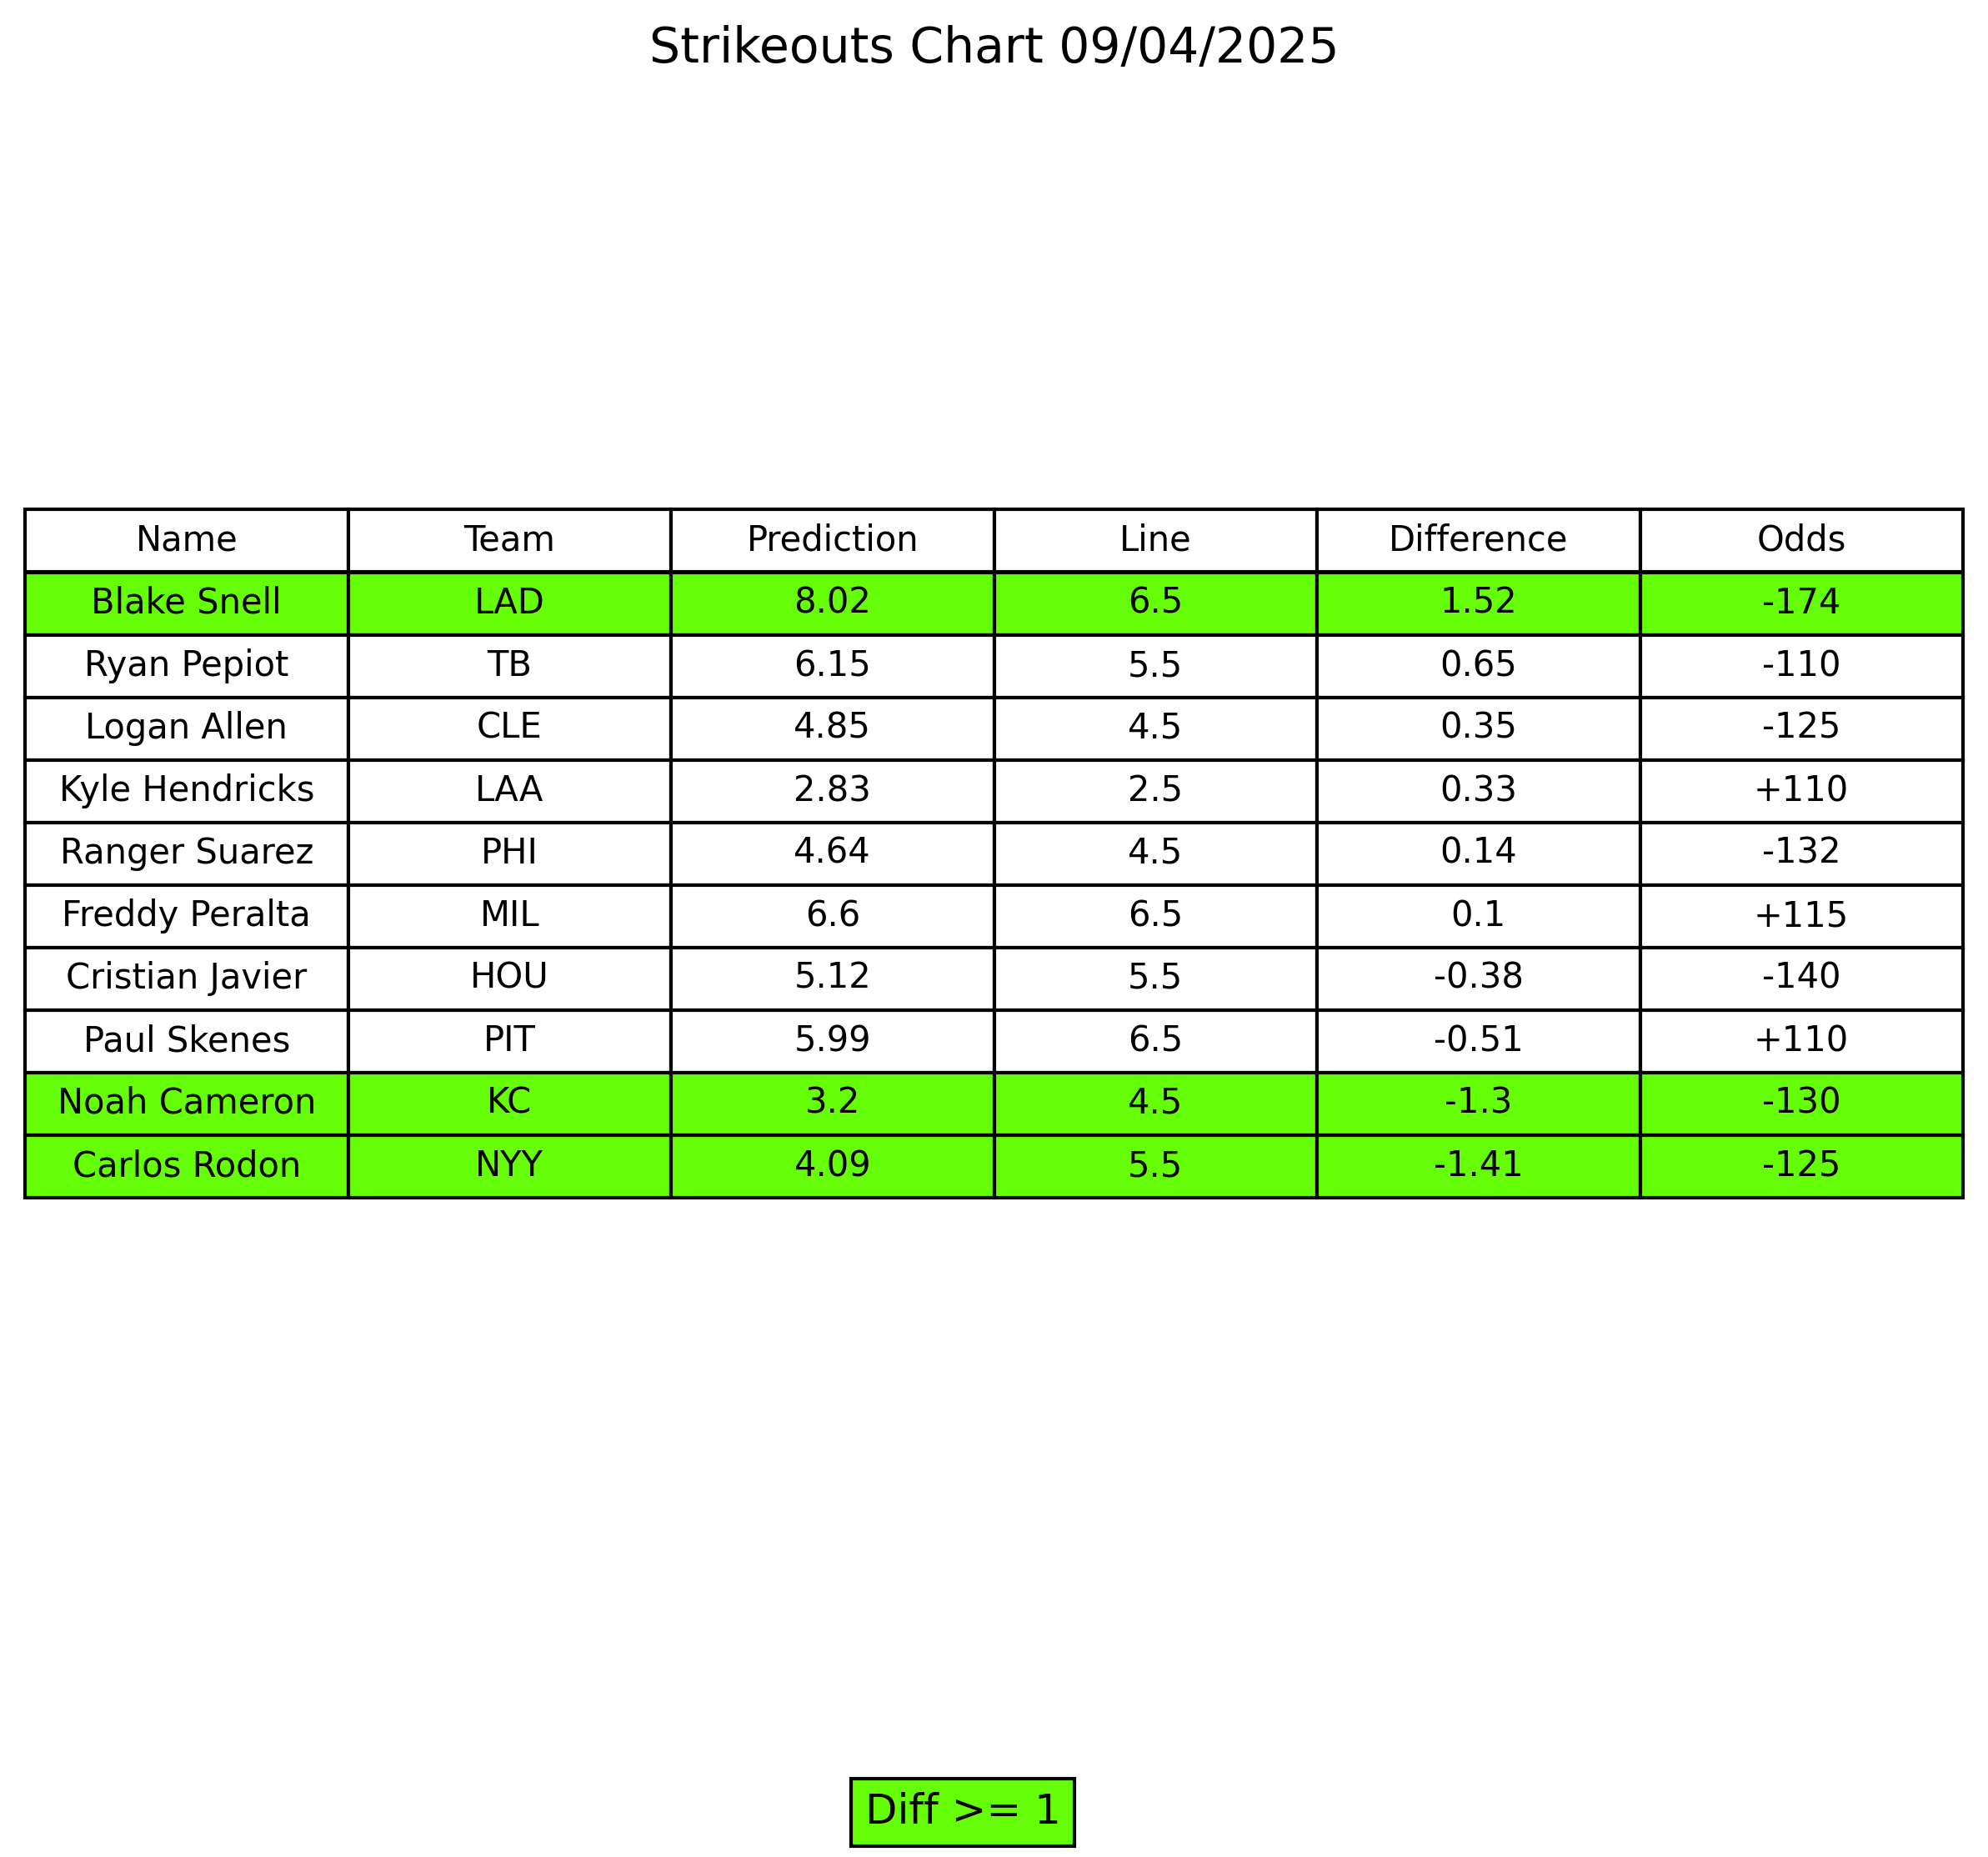 Strikeouts Chart 09/04/2025
Name Team Prediction Line Difference Odds
Blake Snell LAD 8.02 6.5 1.52 -174
Ryan Pepiot TB 6.15 5.5 0.65 -110
Logan Allen CLE 4.85 4.5 0.35 -125
Kyle Hendricks LAA 2.83 2.5 0.33 +110
Ranger Suarez PHI 4.64 4.5 0.14 -132
Freddy Peralta MIL 6.6 6.5 0.1 +115
Cristian Javier HOU 5.12 5.5 -0.38 -140
Paul Skenes PIT 5.99 6.5 -0.51 +110
Noah Cameron KC 3.2 4.5 -1.3 -130
Carlos Rodon NYY 4.09 5.5 -1.41 -125
Diff >= 1